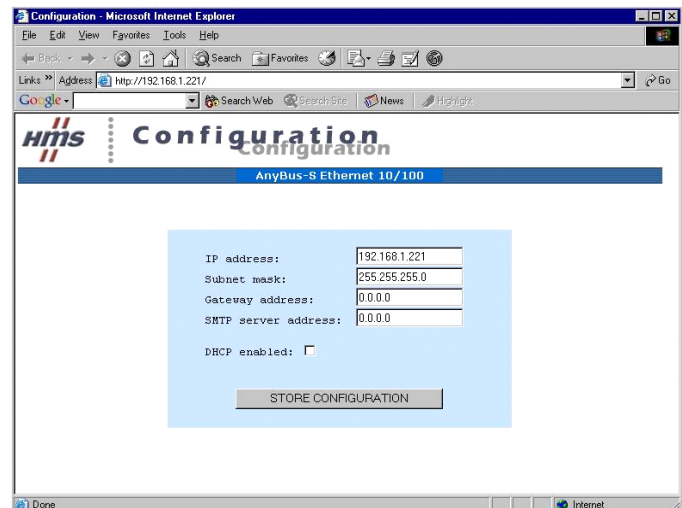 Configuration - Microsoft Internet Explorer
File Edit View Favorites Tools Help
Back Search Favorites
Links » Address http://192.168.1.221/ Go
Google Search Web Search Site News Highlight
HMS Configuration
Configuration
AnyBus-S Ethernet 10/100
IP address: 192.168.1.221
Subnet mask: 255.255.255.0
Gateway address: 0.0.0.0
SMTP server address: 0.0.0.0
DHCP enabled:
STORE CONFIGURATION
Done Internet